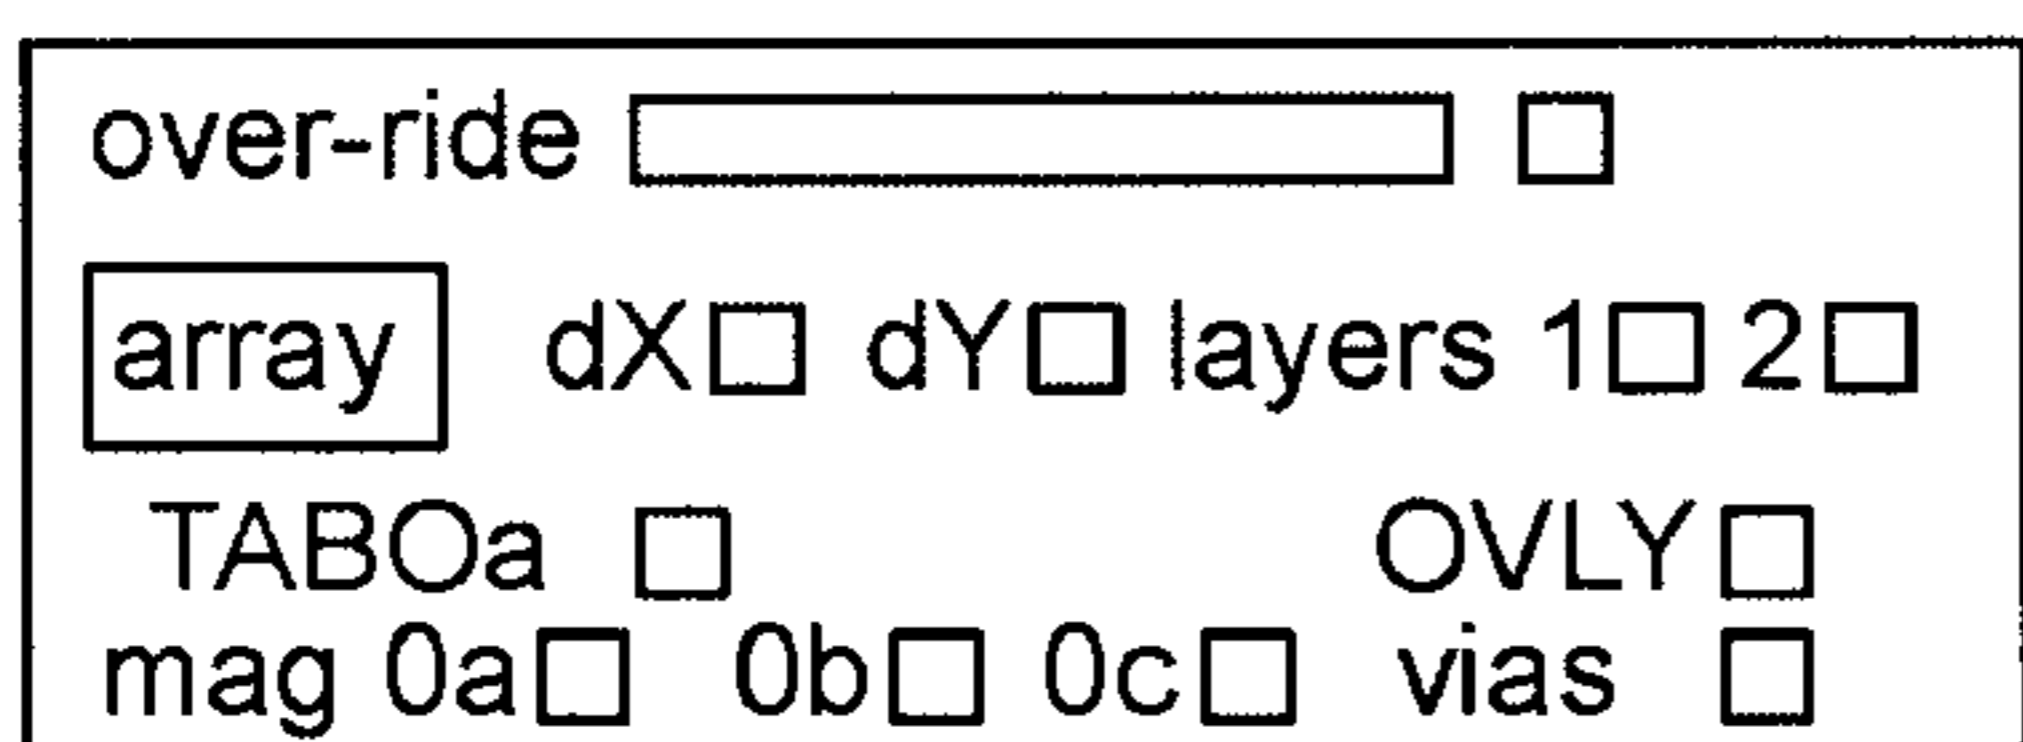 over-ride
array dX dY layers 1 2
TABOa OVLY
mag 0a 0b 0c vias